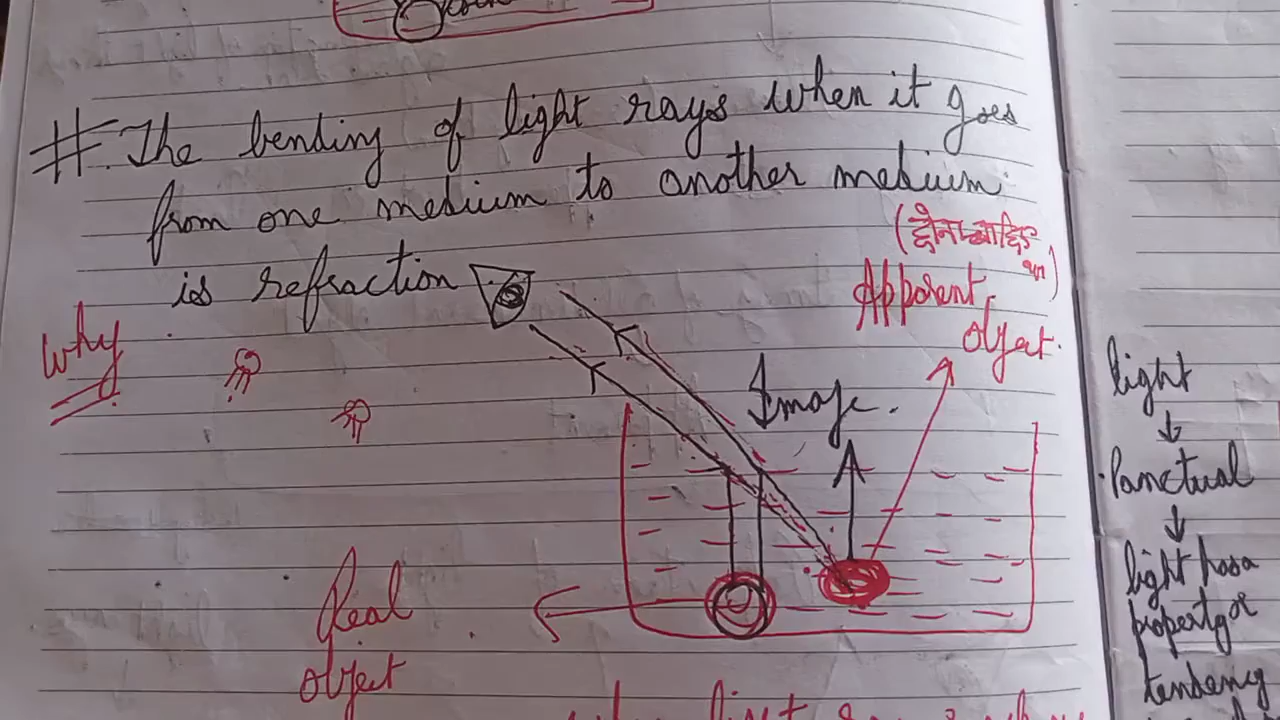 # The bending of light rays when it goes
from one medium to another medium
is refraction
Why
Apparent
object.
Image.
Real
object
light
↓
Panctual
↓
light has a
property or
tendency